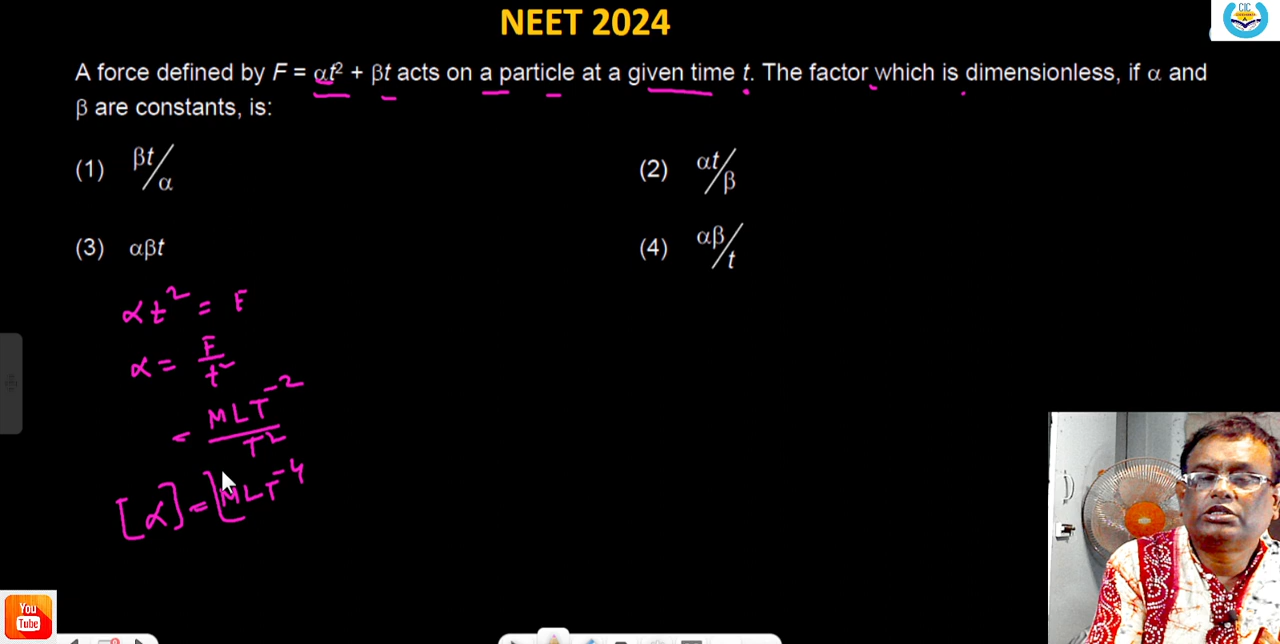 NEET 2024
CIC
A force defined by F = αt² + βt acts on a particle at a given time t. The factor which is dimensionless, if α and
β are constants, is:
(1) βt/α
(2) αt/β
(3) αβt
(4) αβ/t
αt² = F
α = F/t²
= MLT⁻²/T²
[α] = [MLT⁻⁴
You
Tube